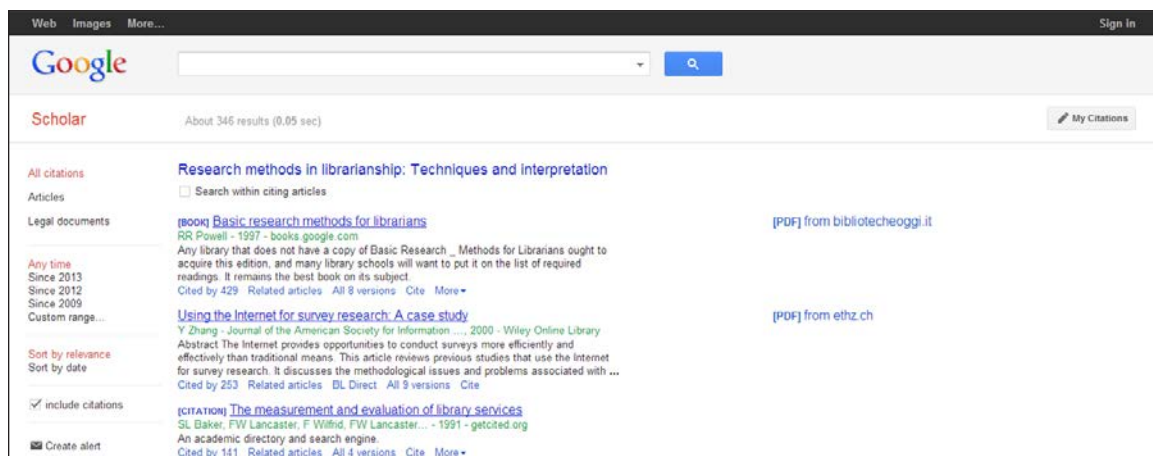 Web Images More... Sign in
Google
Scholar About 346 results (0.05 sec) My Citations
All citations
Articles
Legal documents
Any time
Since 2013
Since 2012
Since 2009
Custom range...
Sort by relevance
Sort by date
include citations
Create alert
Research methods in librarianship: Techniques and interpretation
Search within citing articles
[BOOK] Basic research methods for librarians
RR Powell - 1997 - books.google.com
Any library that does not have a copy of Basic Research _ Methods for Librarians ought to
acquire this edition, and many library schools will want to put it on the list of required
readings. It remains the best book on its subject.
Cited by 429 Related articles All 8 versions Cite More
[PDF] from bibliotecheoggi.it
Using the Internet for survey research: A case study
Y Zhang - Journal of the American Society for Information ..., 2000 - Wiley Online Library
Abstract The Internet provides opportunities to conduct surveys more efficiently and
effectively than traditional means. This article reviews previous studies that use the Internet
for survey research. It discusses the methodological issues and problems associated with ...
Cited by 253 Related articles BL Direct All 9 versions Cite
[PDF] from ethz.ch
[CITATION] The measurement and evaluation of library services
SL Baker, FW Lancaster, F Wilfrid, FW Lancaster... - 1991 - getcited.org
An academic directory and search engine.
Cited by 141 Related articles All 4 versions Cite More